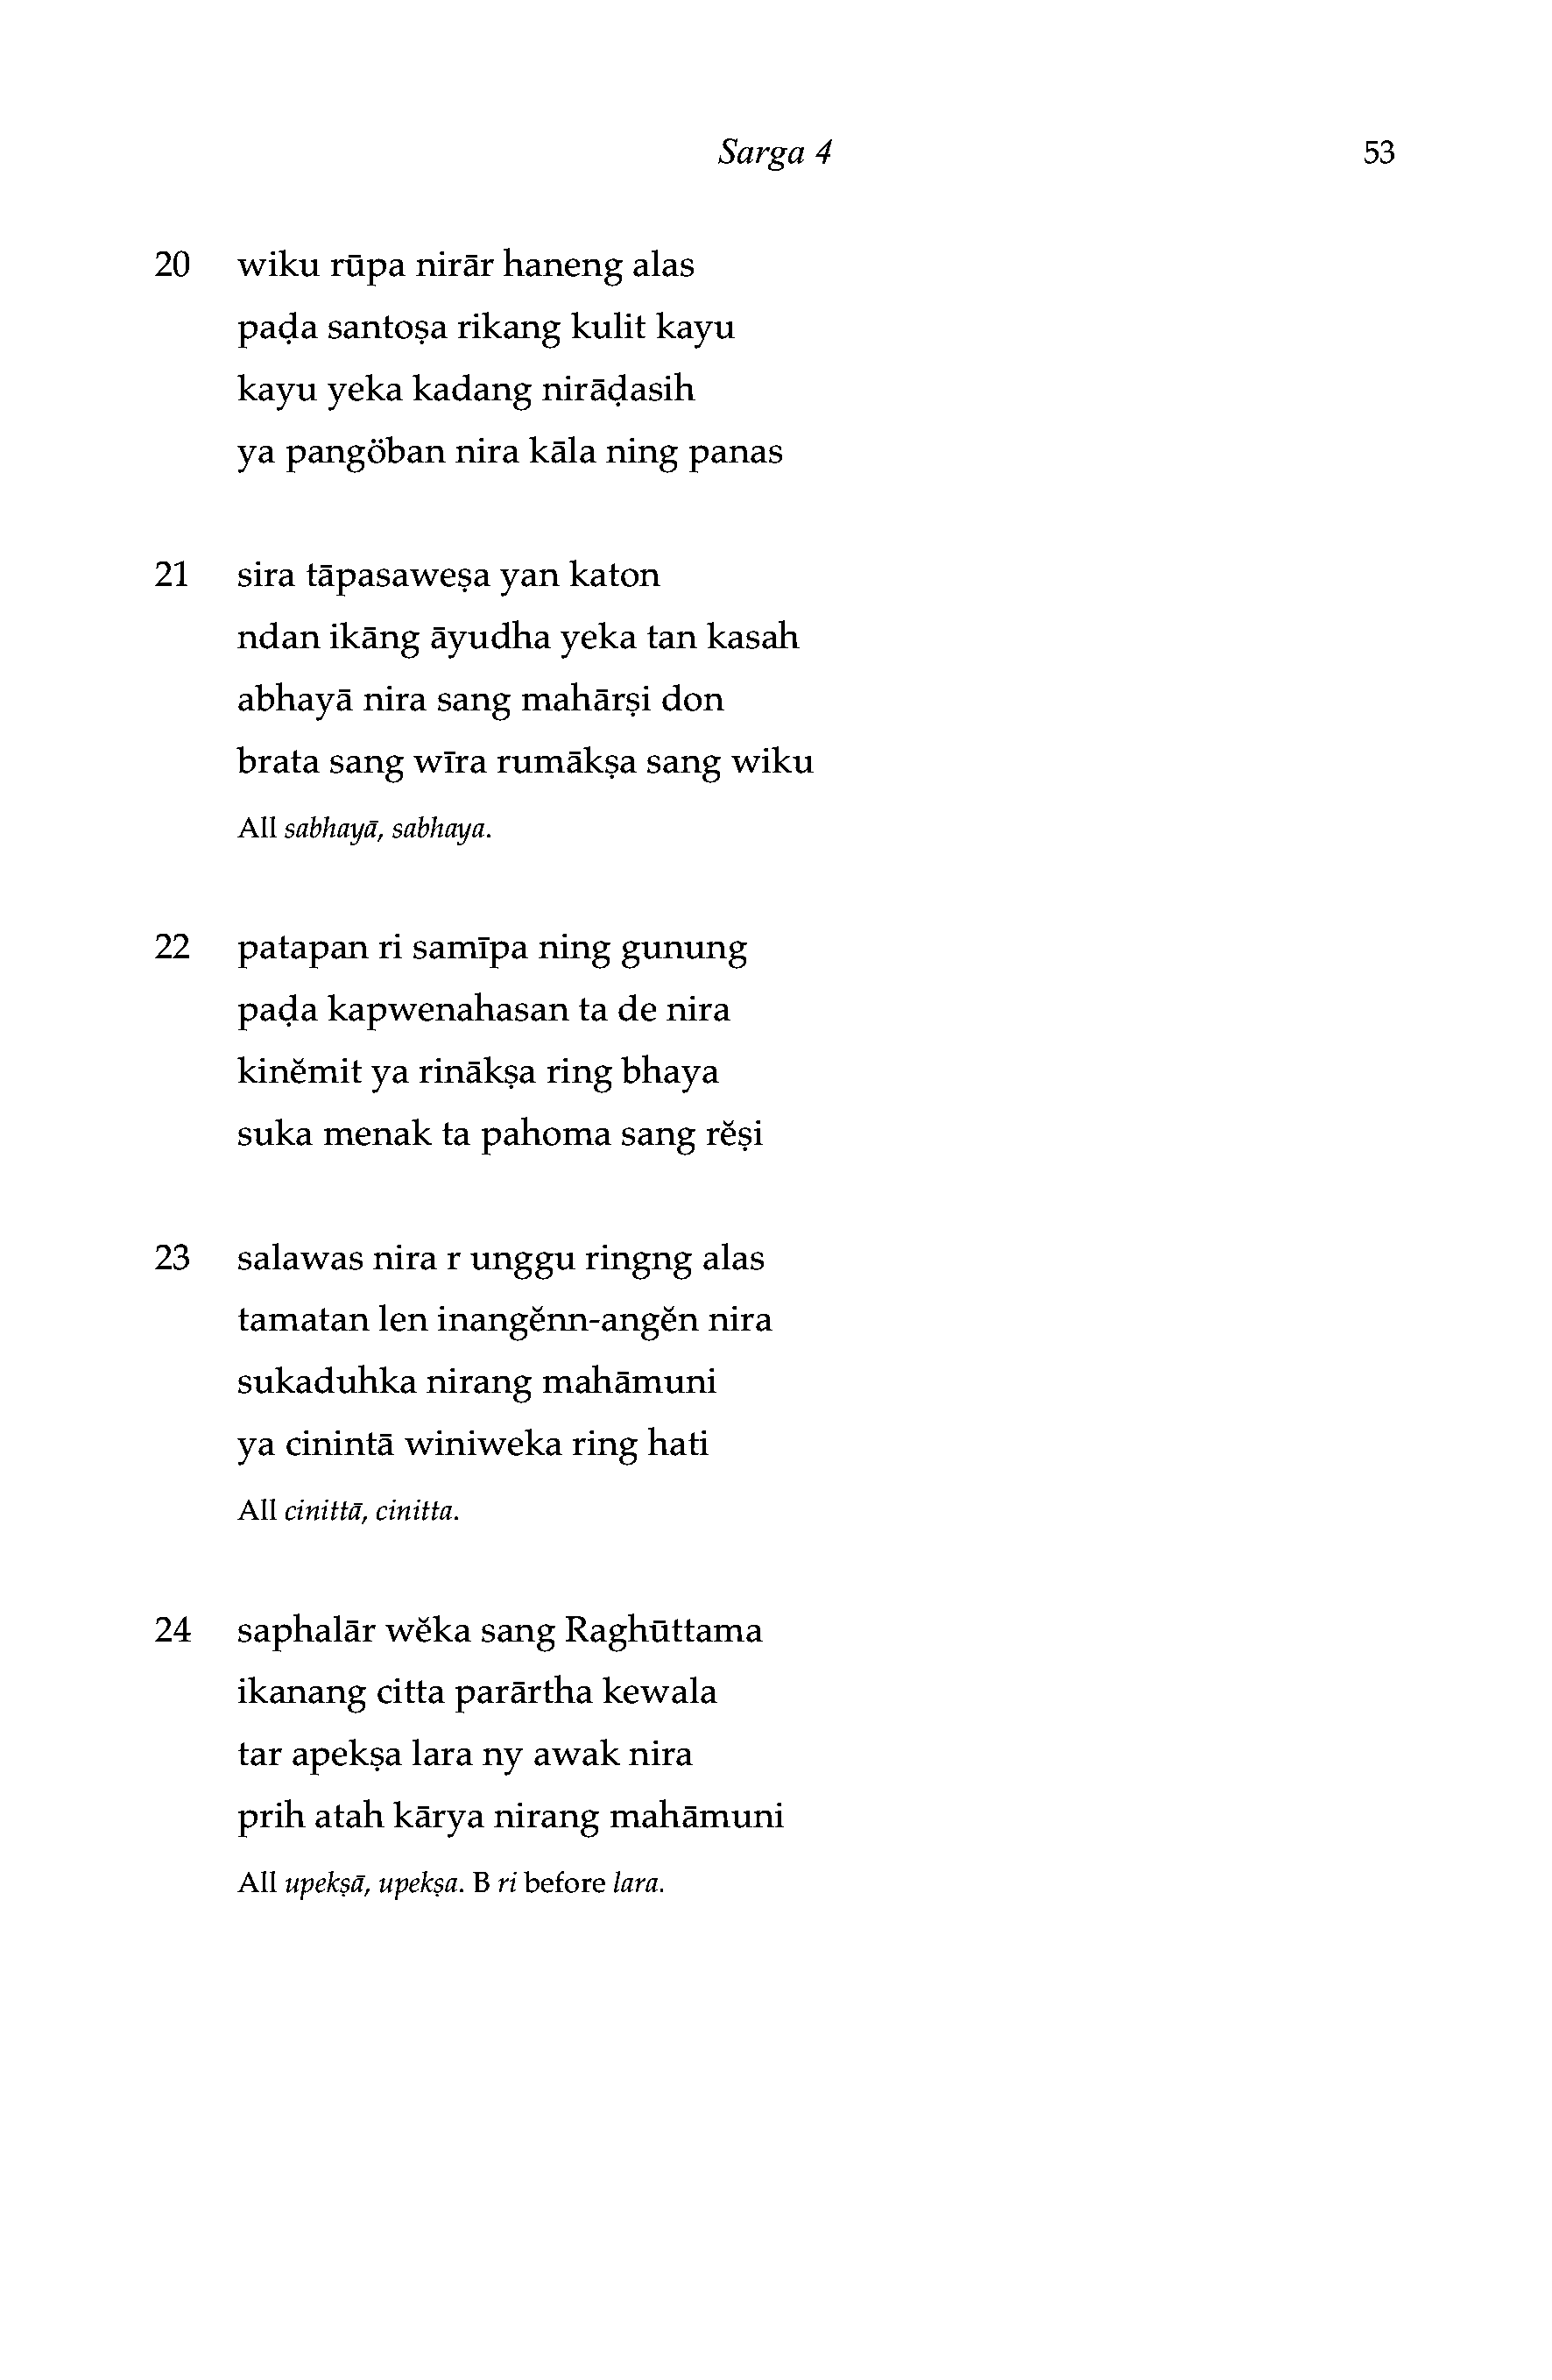 Sarga 4 53
20 wiku rūpa nirār haneng alas
paḍa santoṣa rikang kulit kayu
kayu yeka kadang nirāḍasih
ya pangöban nira kāla ning panas
21 sira tāpasaweṣa yan katon
ndan ikāng āyudha yeka tan kasah
abhayā nira sang mahārṣi don
brata sang wīra rumākṣa sang wiku
All sabhayā, sabhaya.
22 patapan ri samīpa ning gunung
paḍa kapwenahasan ta de nira
kinĕmit ya rinākṣa ring bhaya
suka menak ta pahoma sang rĕṣi
23 salawas nira r unggu ringng alas
tamatan len inangĕnn-angĕn nira
sukaduhka nirang mahāmuni
ya cinintā winiweka ring hati
All cinittā, cinitta.
24 saphalār wĕka sang Raghūttama
ikanang citta parārtha kewala
tar apekṣa lara ny awak nira
prih atah kārya nirang mahāmuni
All upekṣā, upekṣa. B ri before lara.